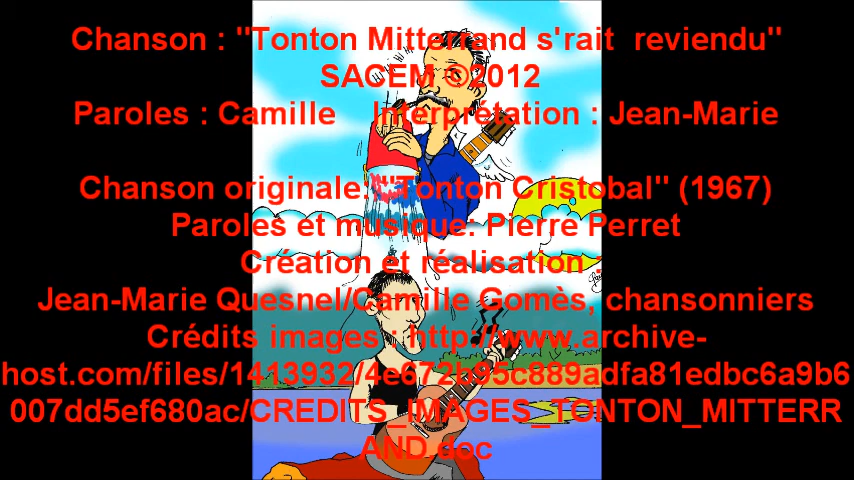 Chanson : "Tonton Mitterrand s'rait reviendu"
SACEM ©2012
Paroles : Camille Interprétation : Jean-Marie
Chanson originale: "Tonton Cristobal" (1967)
Paroles et musique: Pierre Perret
Création et réalisation :
Jean-Marie Quesnel/Camille Gomès, chansonniers
Crédits images : http://www.archive-
host.com/files/1413932/4e672b95c889adfa81edbc6a9b6
007dd5ef680ac/CREDITS_IMAGES_TONTON_MITTERR
AND.doc